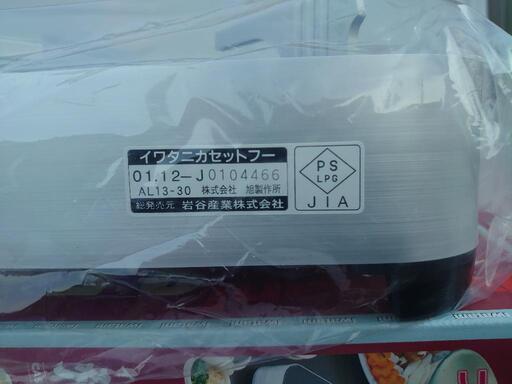 イワタニカセットフー
01.12-J0104466
AL13-30 株式会社 旭製作所
総発売元 岩谷産業株式会社
PS
LPG
JIA